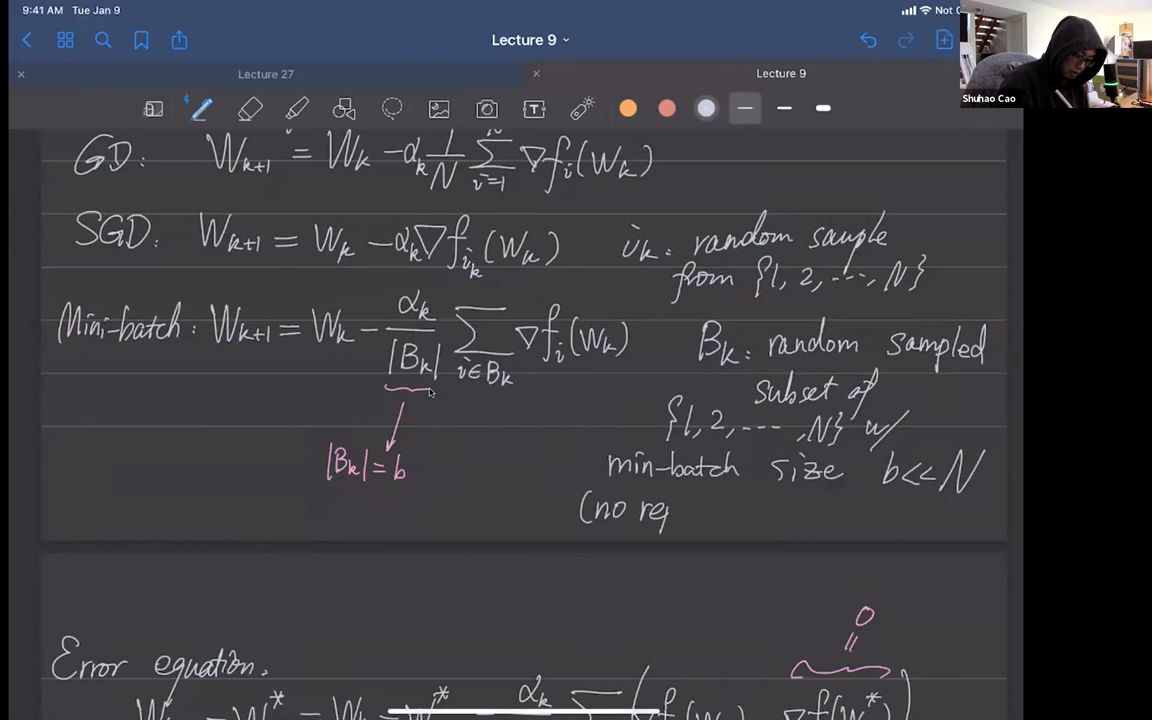 9:41 AM Tue Jan 9
Lecture 9
Lecture 27
Lecture 9
Shuhao Cao
GD: W_{k+1} = W_k - α_k 1/N Σ_{i=1} ∇f_i(W_k)
SGD: W_{k+1} = W_k - α_k ∇f_{i_k}(W_k) i_k: random sample
from {1, 2, ..., N}
Mini-batch: W_{k+1} = W_k - α_k/|B_k| Σ_{i∈B_k} ∇f_i(W_k) B_k: random sampled
subset of
{1, 2, ---, N} w/
|B_k| = b
min-batch size b<<N
(no rep
0
=
Error equation.
α_k